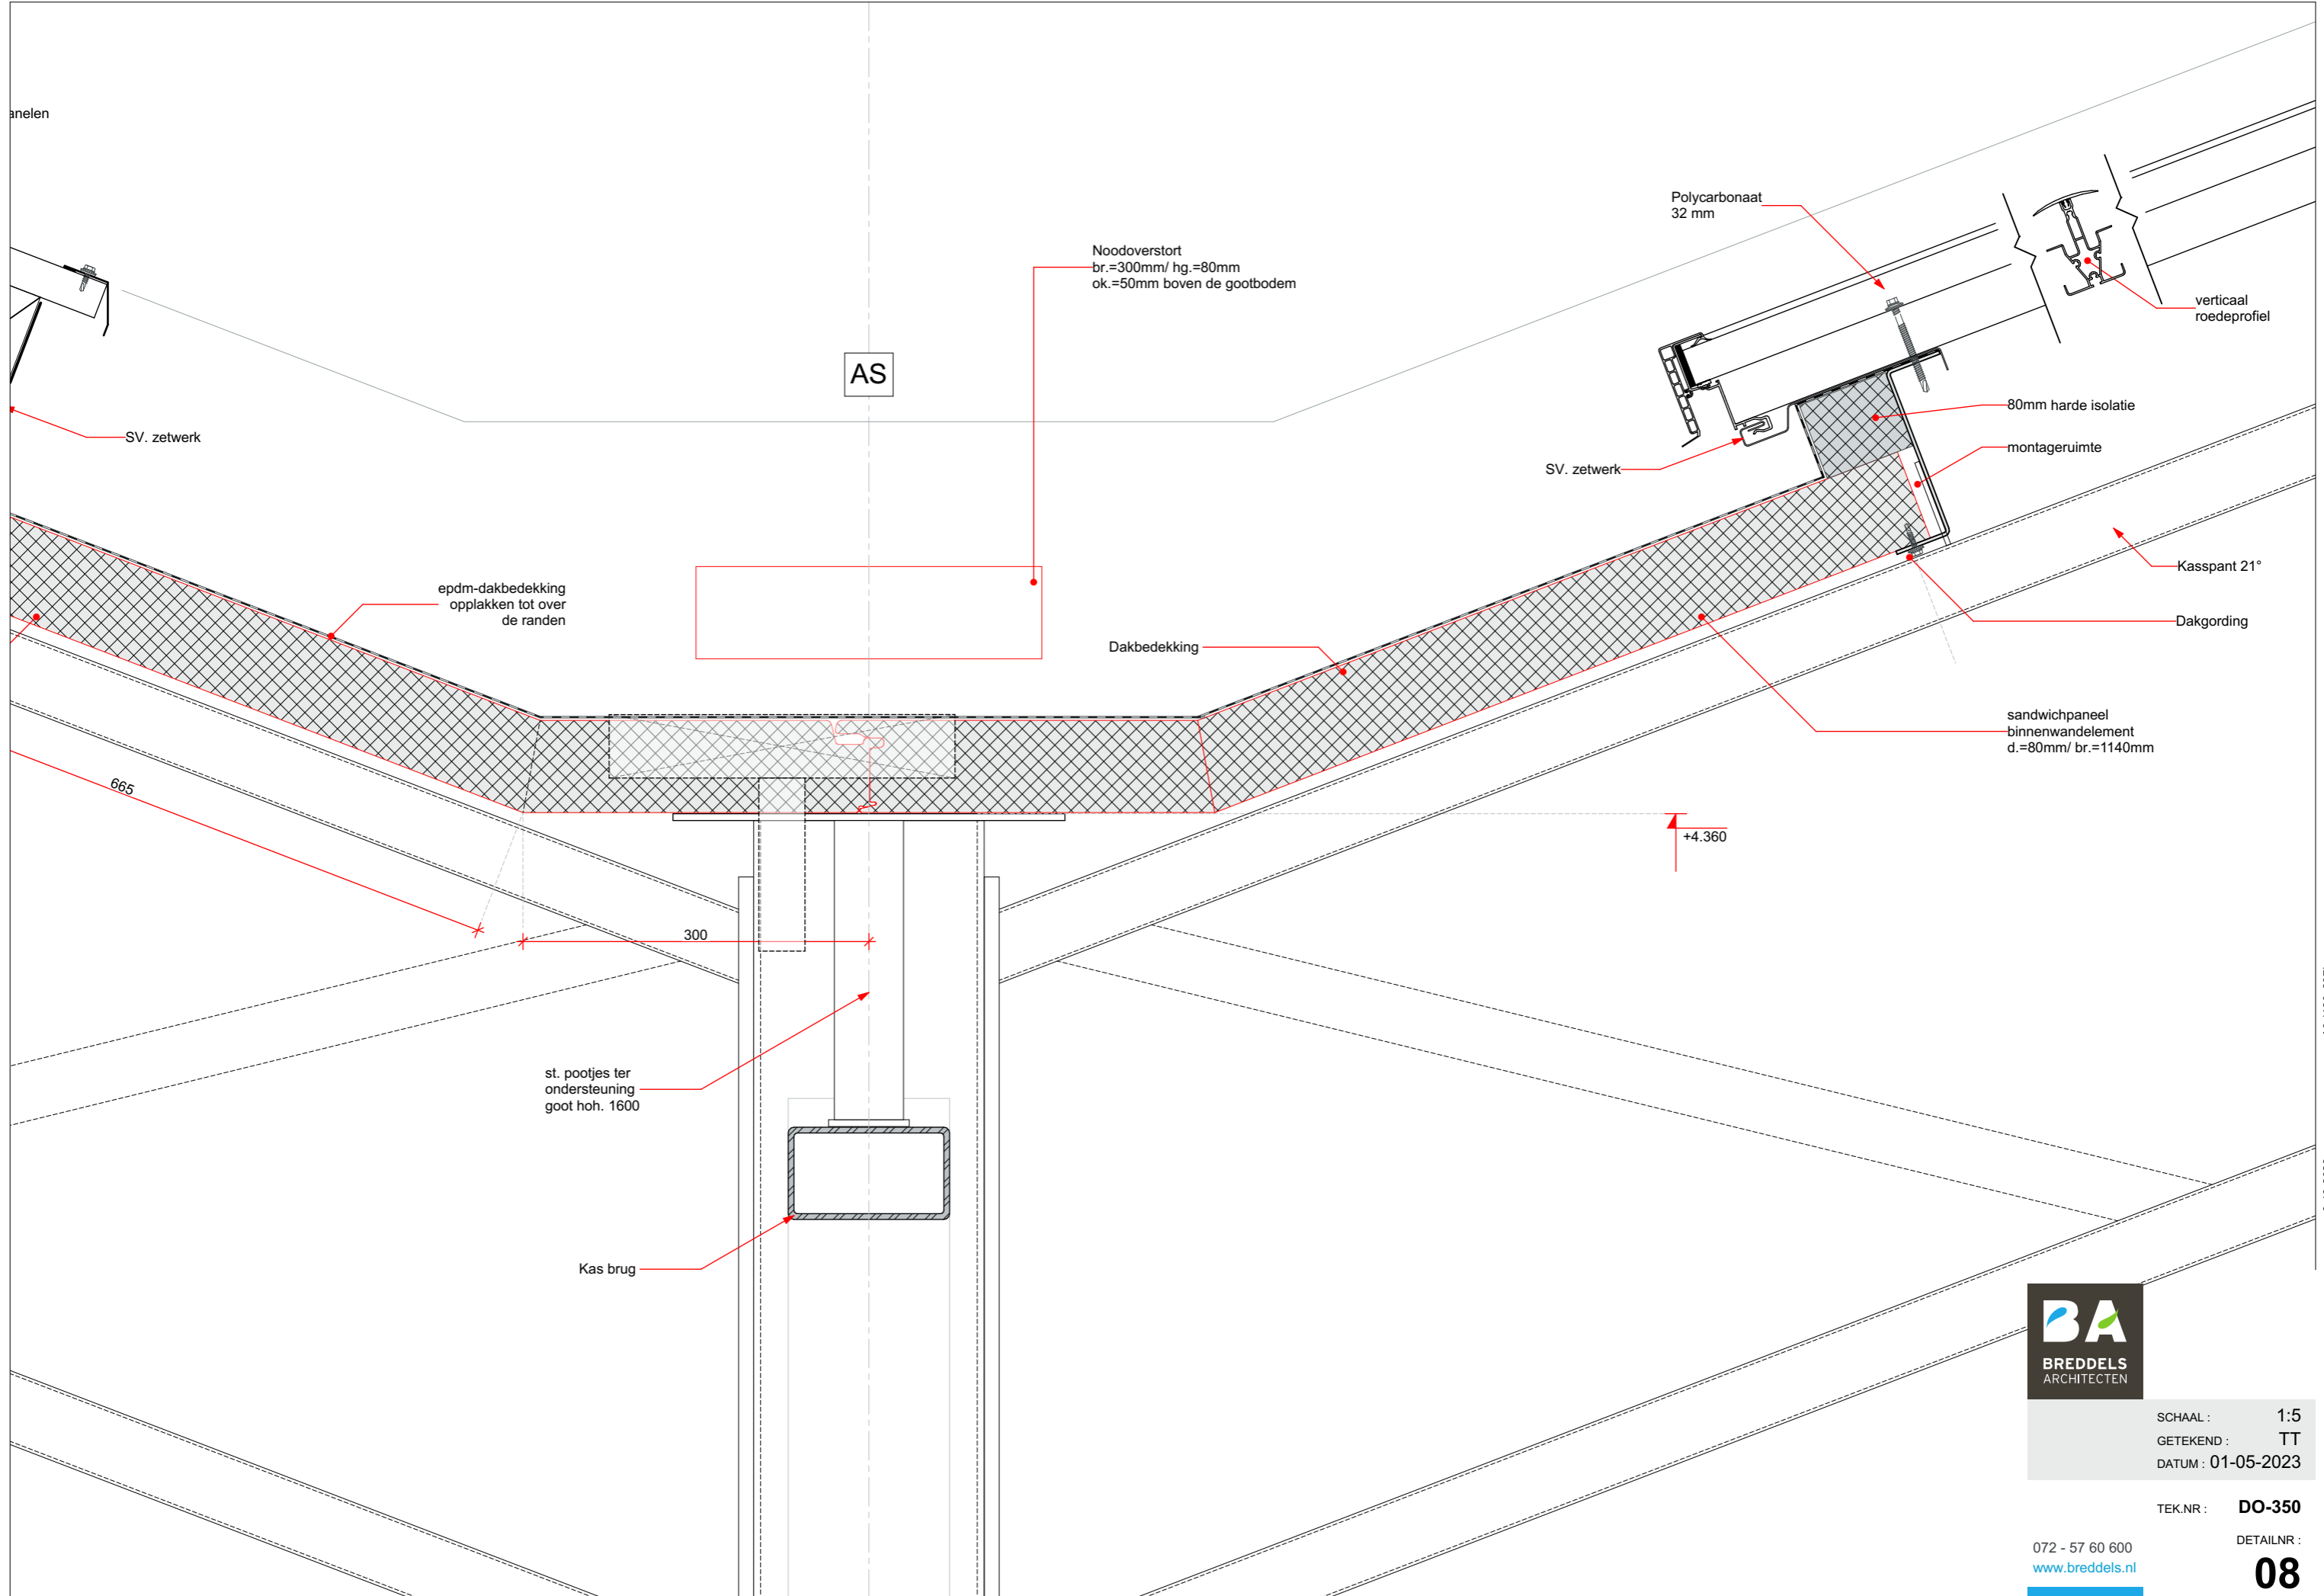 anelen
Polycarbonaat
32 mm
Noodoverstort
br.=300mm/ hg.=80mm
ok.=50mm boven de gootbodem
verticaal
roedeprofiel
AS
80mm harde isolatie
SV. zetwerk
montageruimte
SV. zetwerk
Kasspant 21°
epdm-dakbedekking
opplakken tot over
de randen
Dakgording
Dakbedekking
sandwichpaneel
binnenwandelement
d.=80mm/ br.=1140mm
665
+4.360
300
st. pootjes ter
ondersteuning
goot hoh. 1600
Kas brug
BA
BREDDELS
ARCHITECTEN
SCHAAL : 1:5
GETEKEND : TT
DATUM : 01-05-2023
TEK.NR : DO-350
DETAILNR :
072 - 57 60 600
www.breddels.nl
08